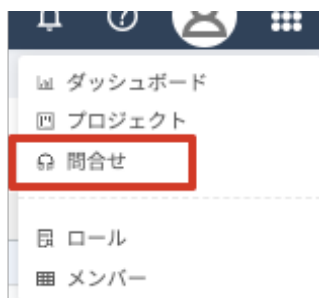 ダッシュボード
プロジェクト
問合せ
ロール
メンバー